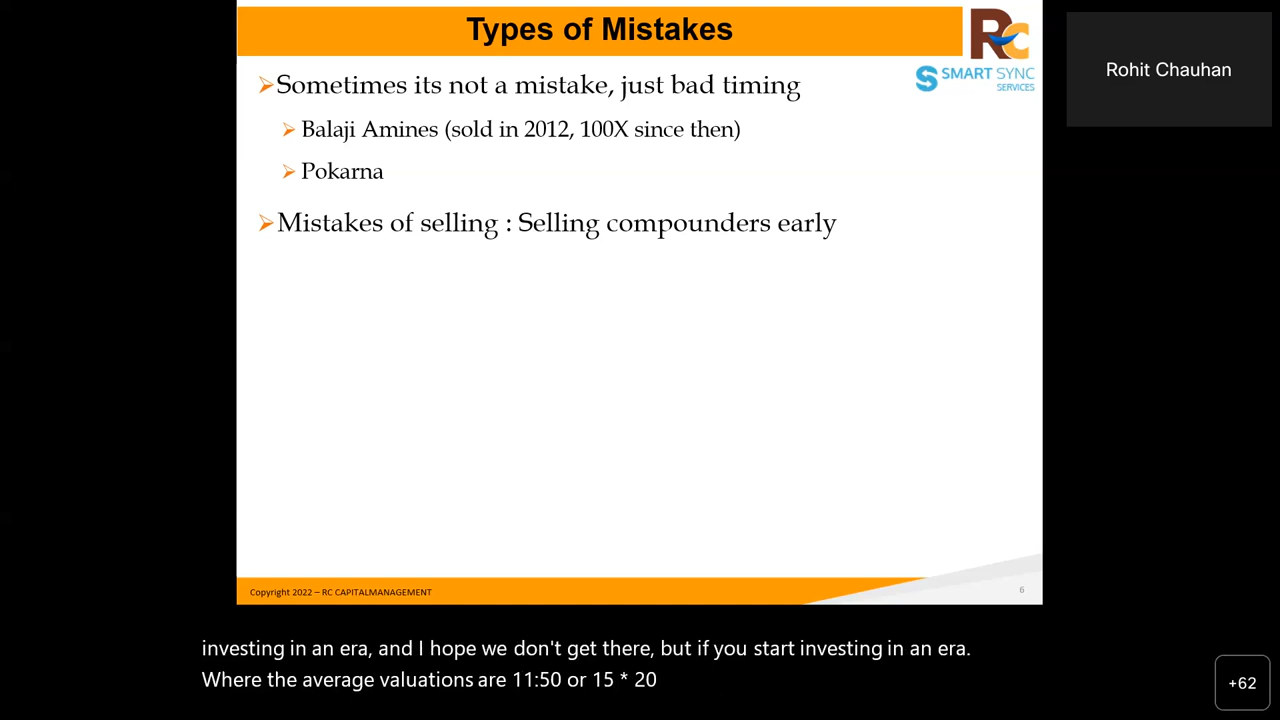 Types of Mistakes
RC
SMART SYNC
SERVICES
Rohit Chauhan
Sometimes its not a mistake, just bad timing
Balaji Amines (sold in 2012, 100X since then)
Pokarna
Mistakes of selling : Selling compounders early
Copyright 2022 – RC CAPITALMANAGEMENT
6
investing in an era, and I hope we don't get there, but if you start investing in an era.
Where the average valuations are 11:50 or 15 * 20
+62